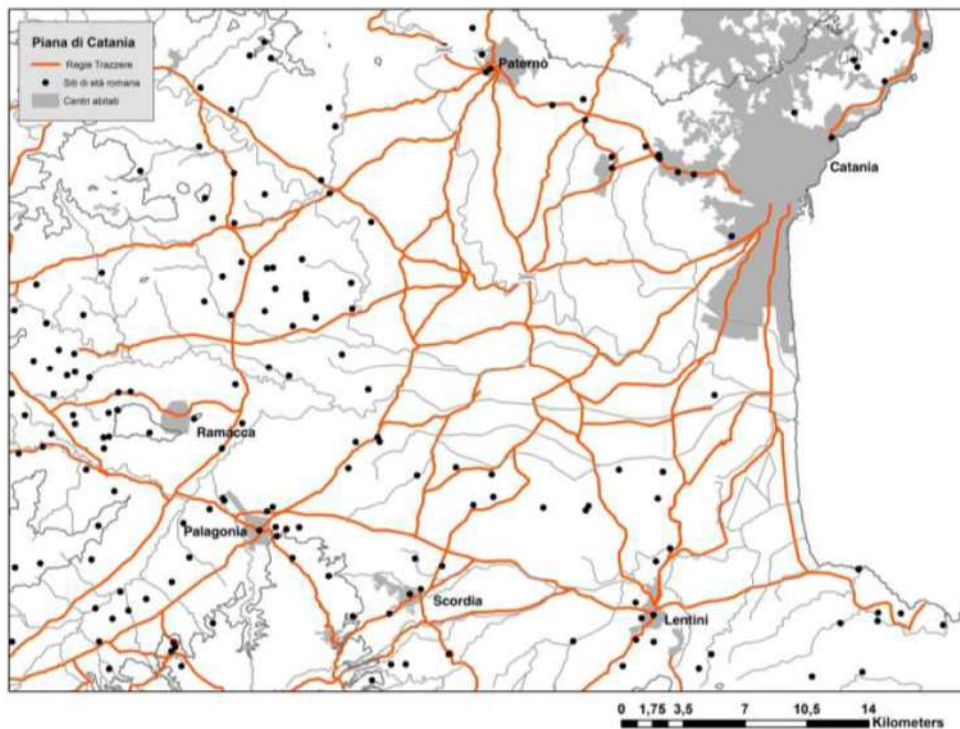 Piana di Catania
Regie Trazzere
Siti di età romana
Centri abitati
Paternò
Catania
Ramacca
Palagonia
Scordia
Lentini
0 1,75 3,5 7 10,5 14
Kilometers